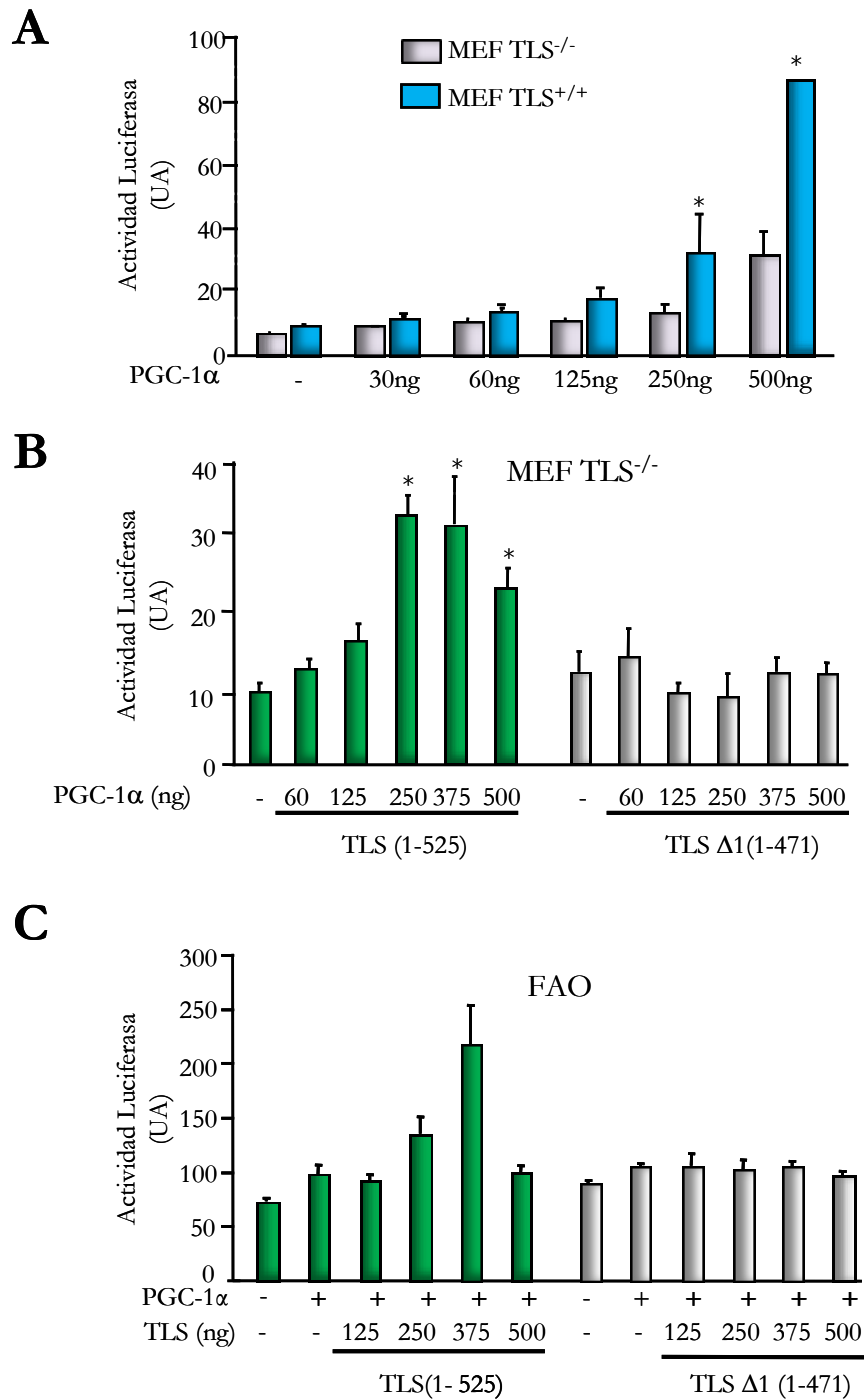 A
100
80
60
40
20
0
Actividad Luciferasa
(UA)
MEF TLS-/-
MEF TLS+/+
*
*
PGC-1α - 30ng 60ng 125ng 250ng 500ng
B
MEF TLS-/-
40
30
20
10
0
Actividad Luciferasa
(UA)
* * *
PGC-1α (ng) - 60 125 250 375 500 - 60 125 250 375 500
TLS (1-525) TLS Δ1(1-471)
C
FAO
300
250
200
150
100
50
0
Actividad Luciferasa
(UA)
PGC-1α - + + + + + - + + + + +
TLS (ng) - - 125 250 375 500 - - 125 250 375 500
TLS(1- 525) TLS Δ1 (1-471)